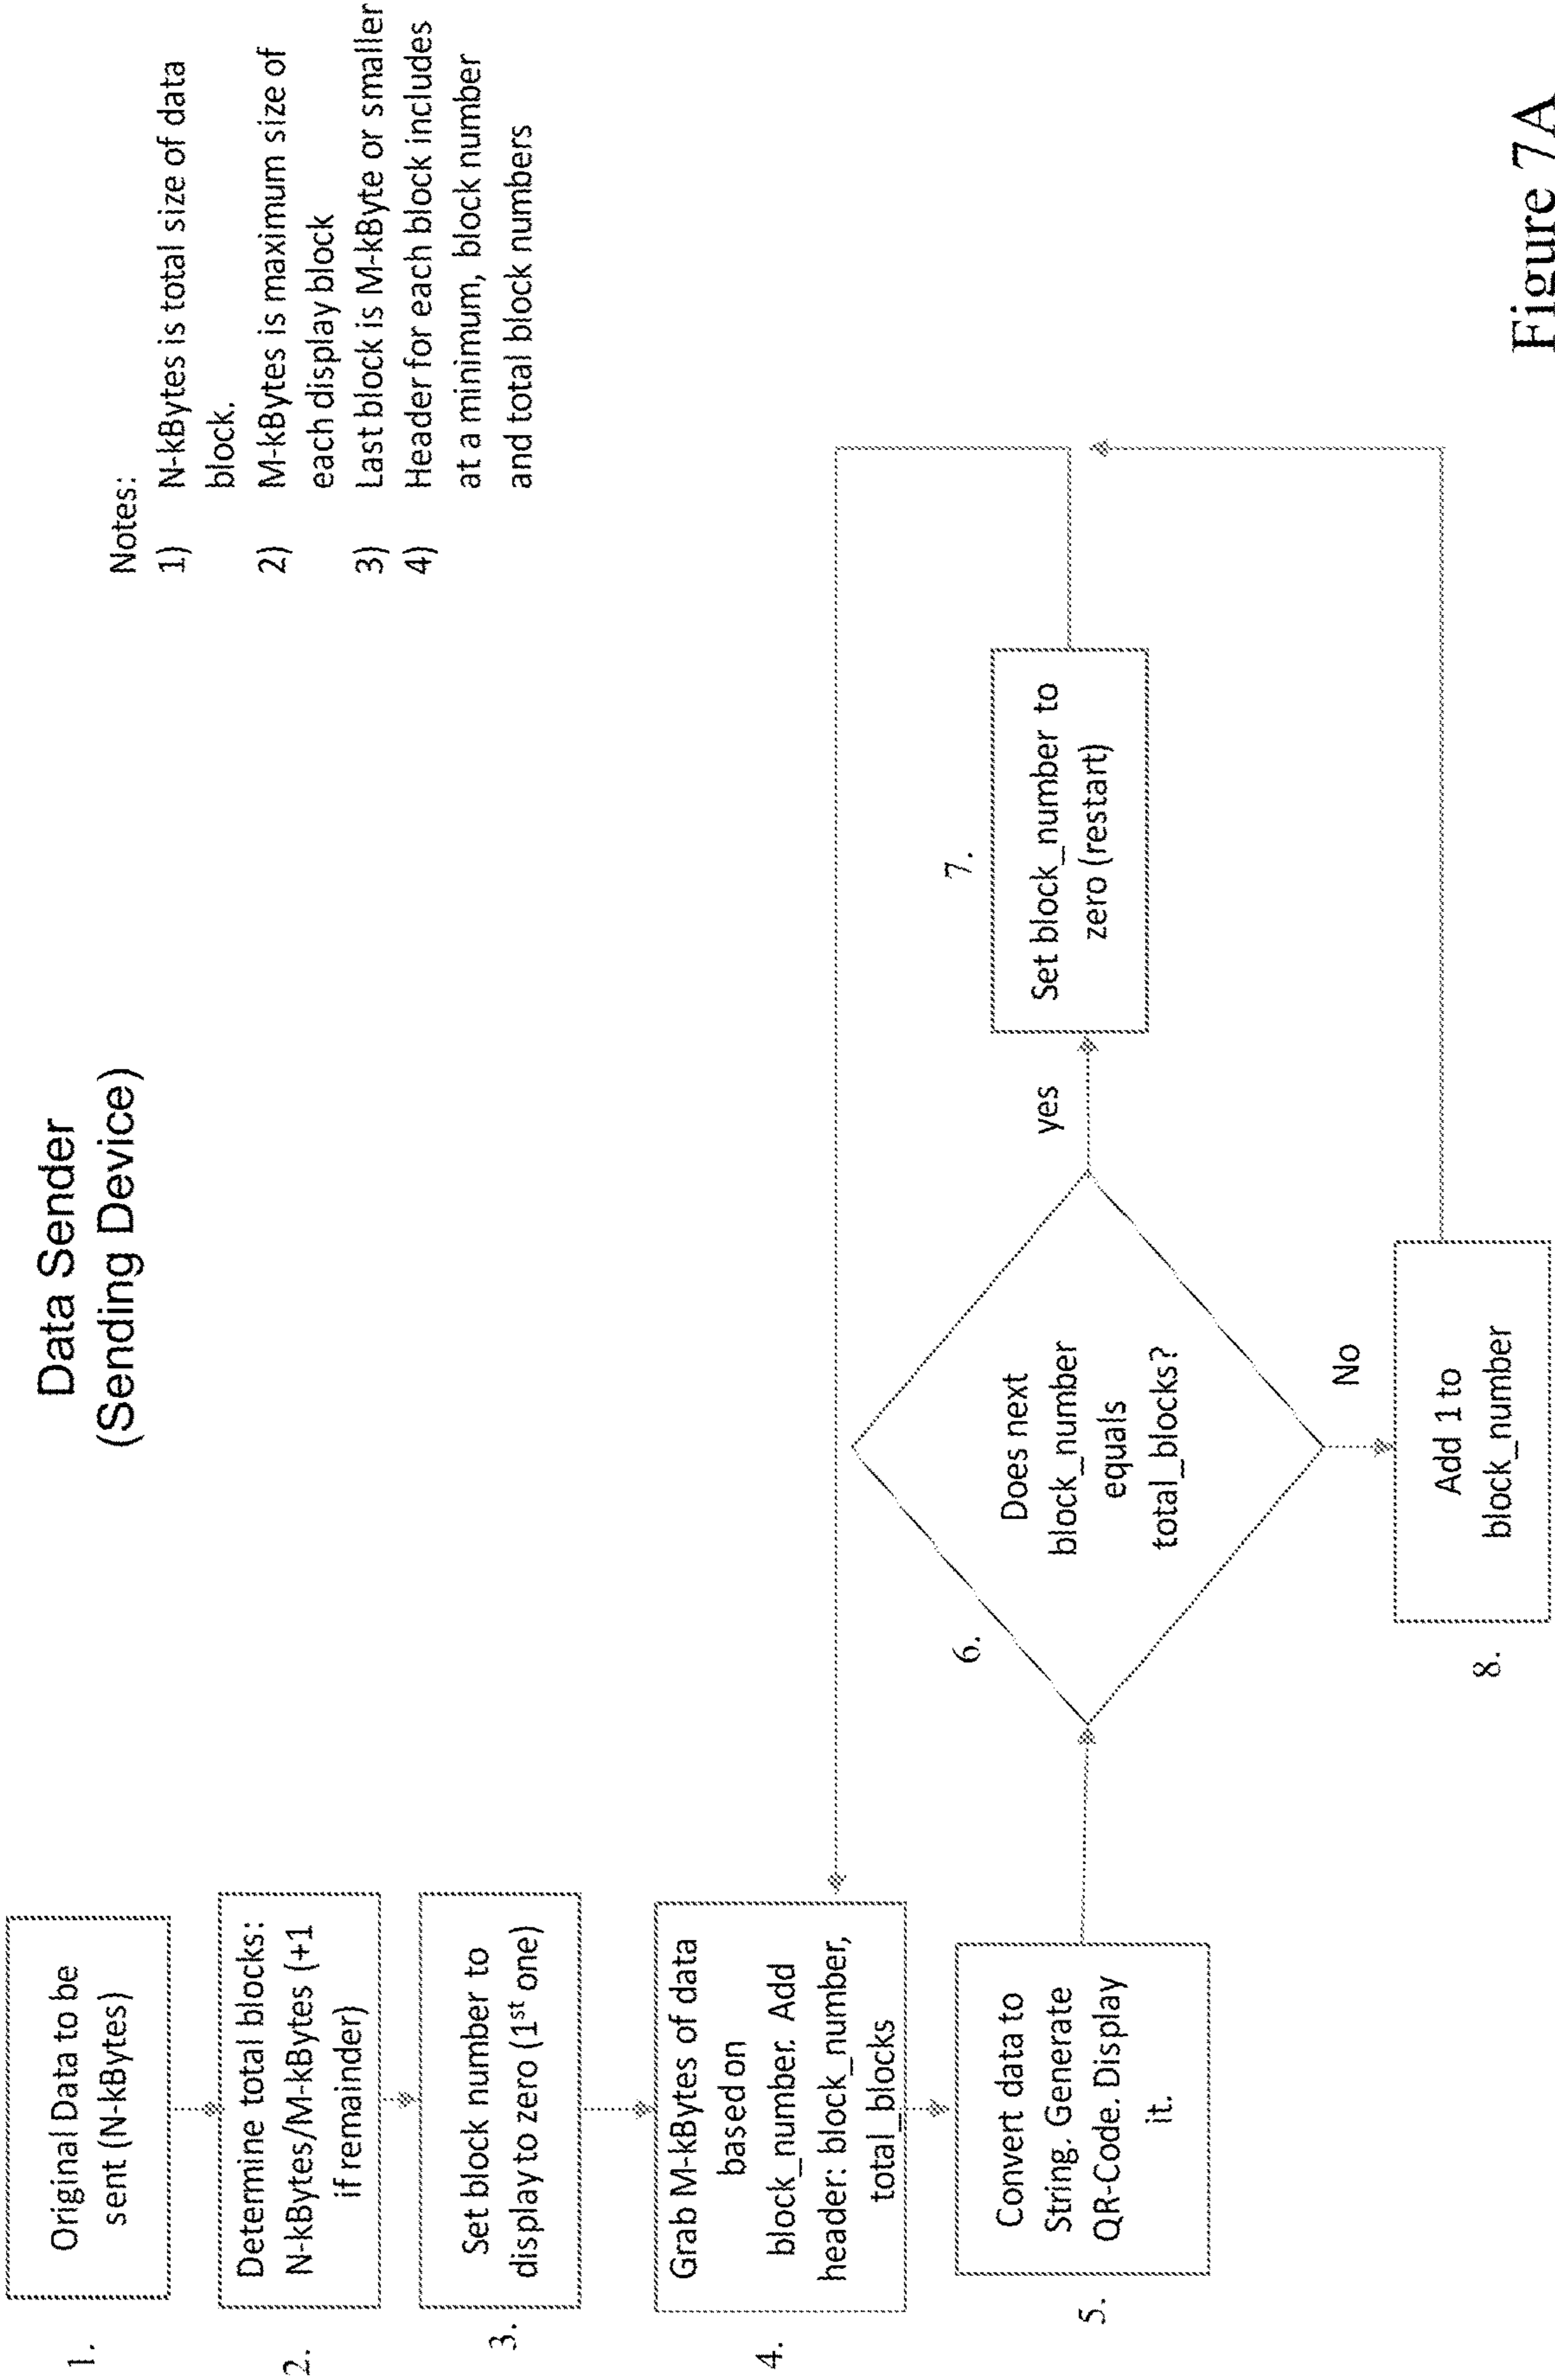 Data Sender
(Sending Device)
Notes:
1) N-kBytes is total size of data
block.
2) M-kBytes is maximum size of
each display block
3) Last block is M-kByte or smaller
4) Header for each block includes
at a minimum, block number
and total block numbers
1.
Original Data to be
sent (N-kBytes)
2.
Determine total blocks:
N-kBytes/M-kBytes (+1
if remainder)
3.
Set block number to
display to zero (1st one)
4.
Grab M-kBytes of data
based on
block_number. Add
header: block_number,
total_blocks
5.
Convert data to
String. Generate
QR-Code. Display
it.
6.
Does next
block_number
equals
total_blocks?
yes
7.
Set block_number to
zero (restart)
No
8.
Add 1 to
block_number
Figure 7A